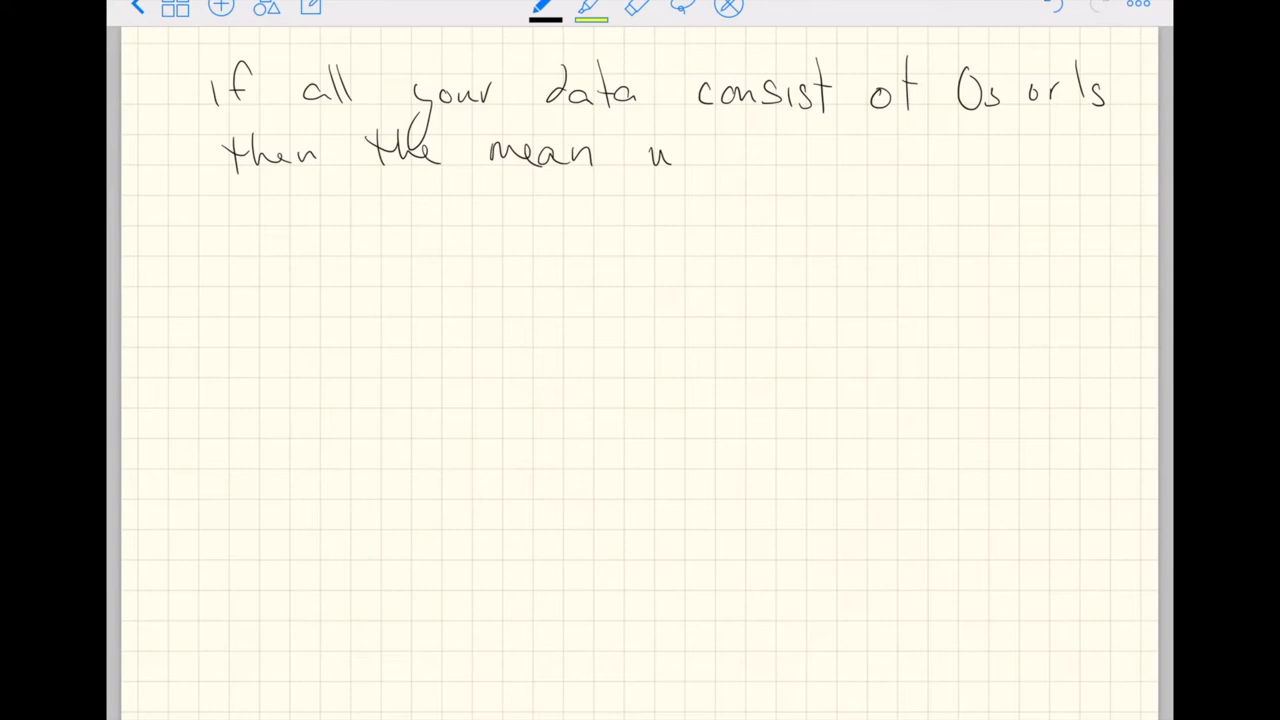 if all your data consist of 0s or 1s
then the mean